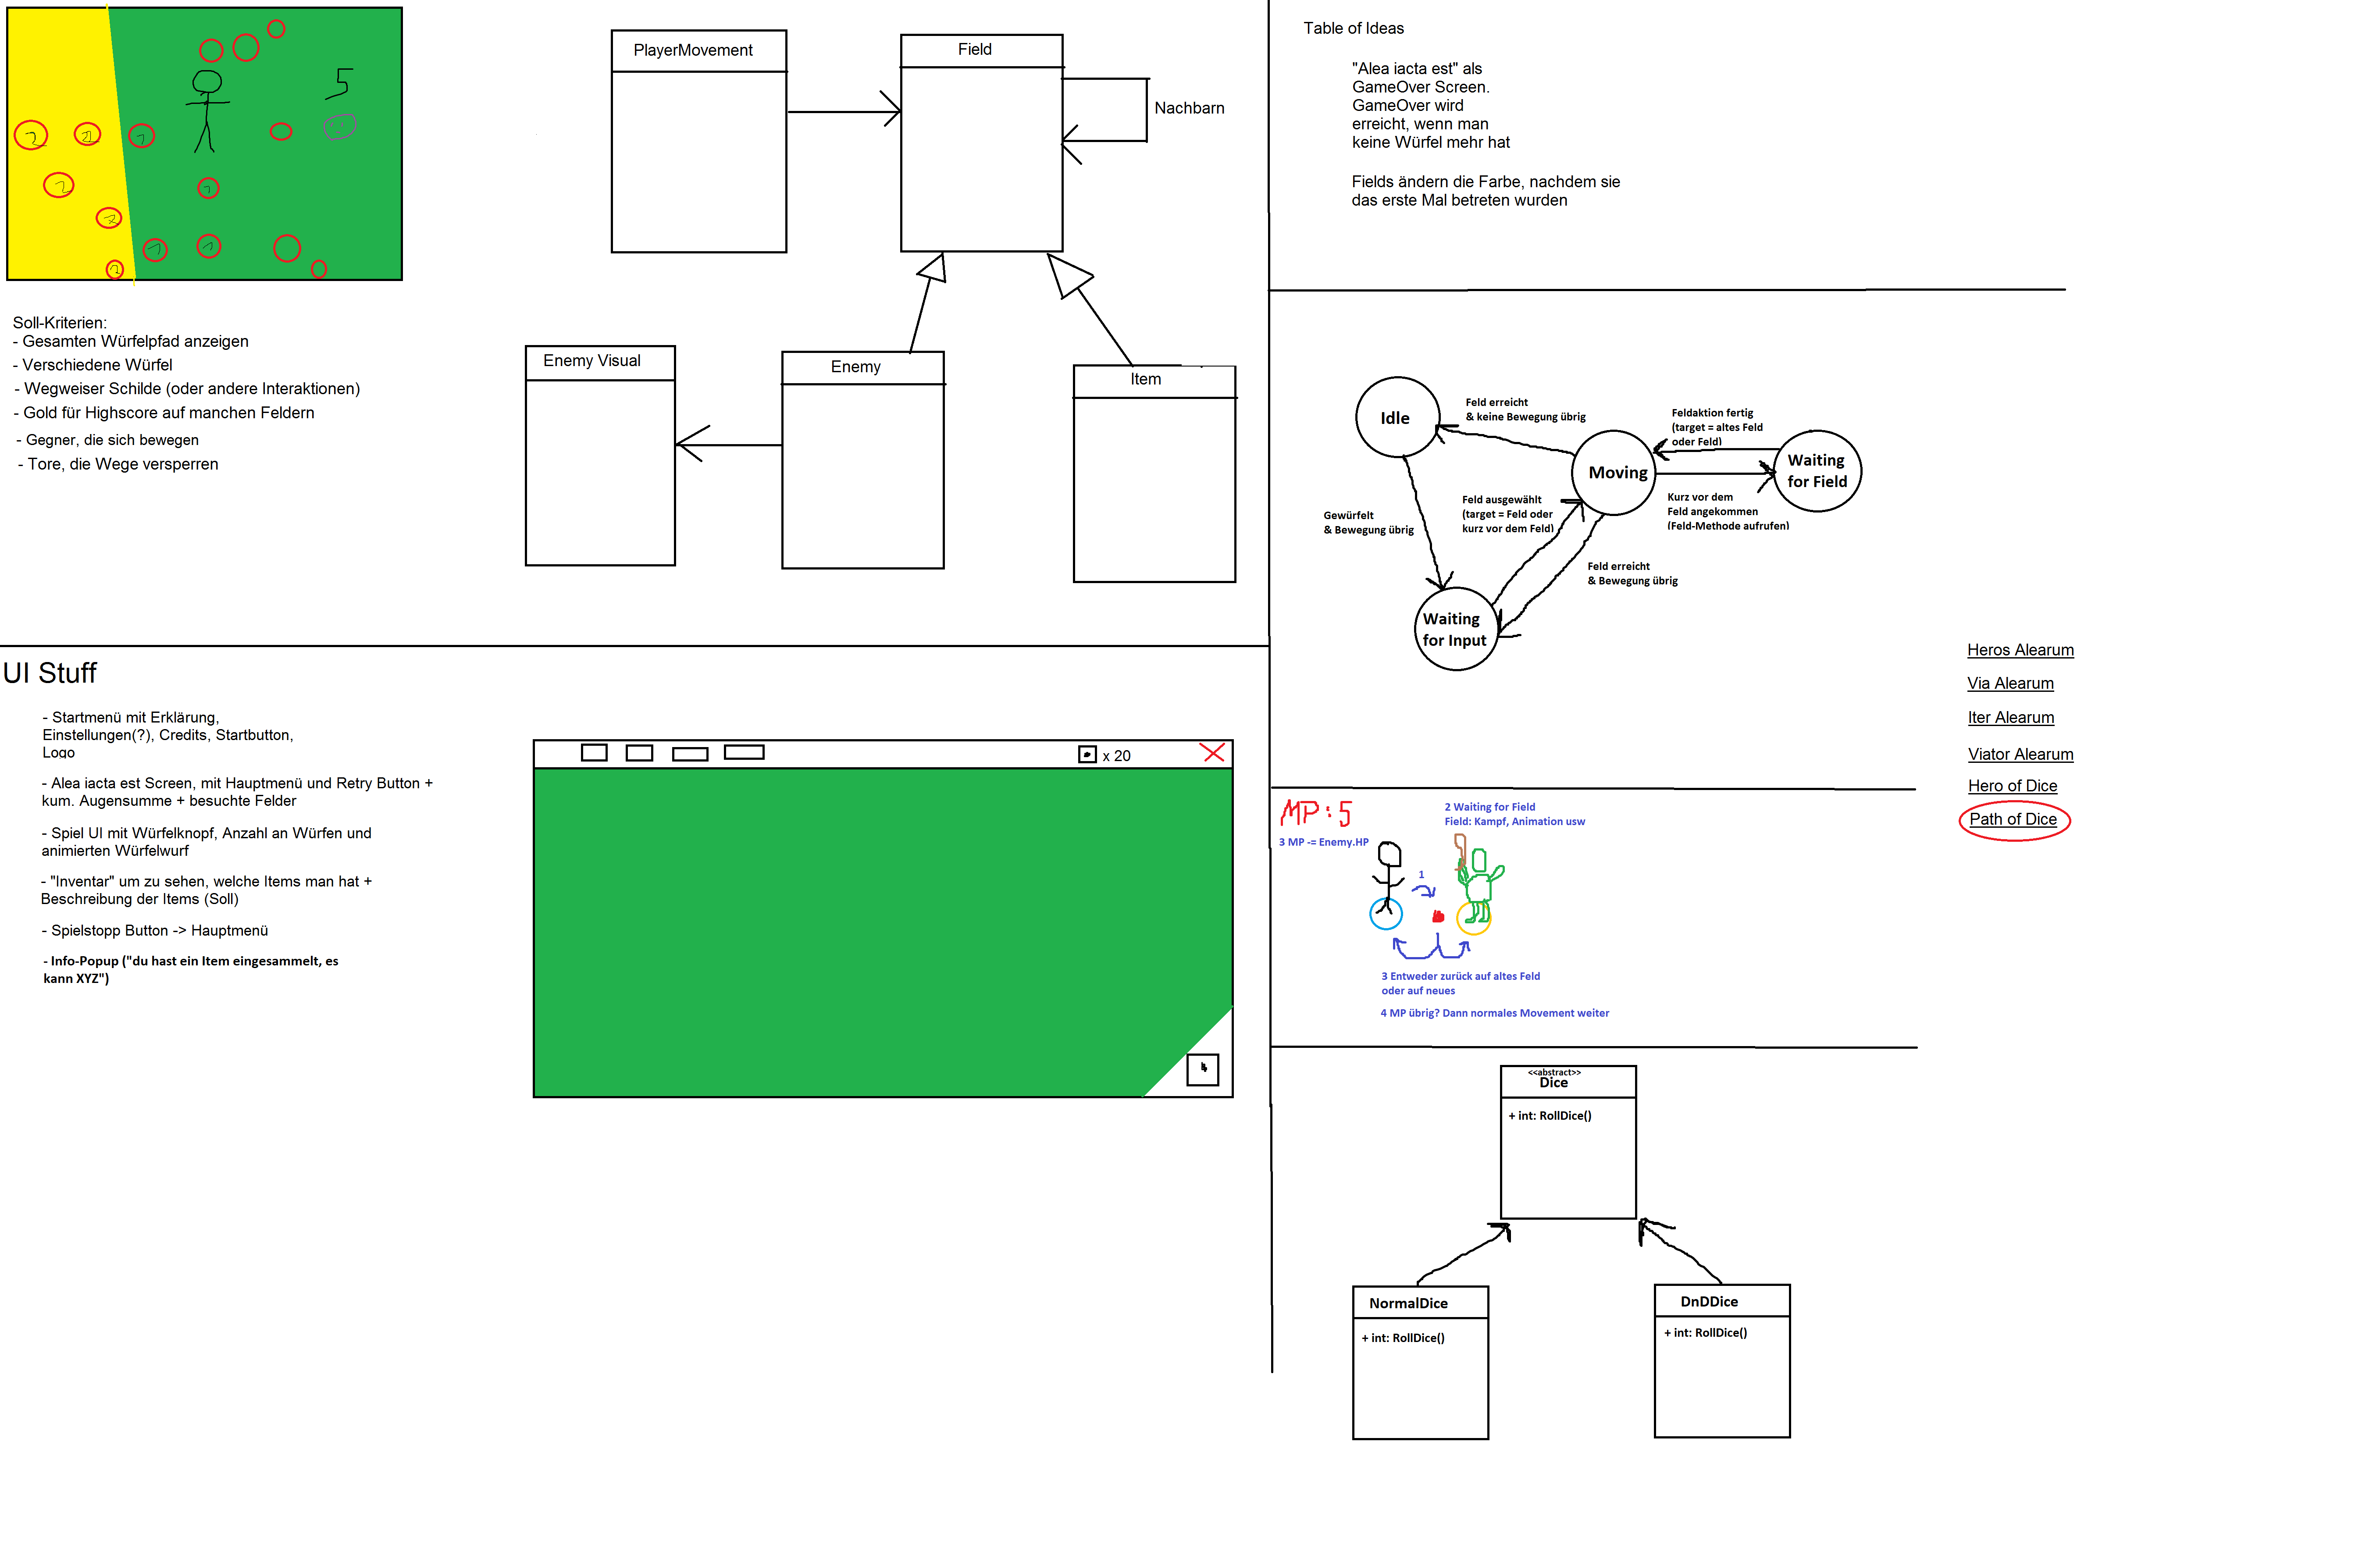 5
2
2
1
2
1
2
1
1
2
Soll-Kriterien:
- Gesamten Würfelpfad anzeigen
- Verschiedene Würfel
- Wegweiser Schilde (oder andere Interaktionen)
- Gold für Highscore auf manchen Feldern
- Gegner, die sich bewegen
- Tore, die Wege versperren
PlayerMovement
Field
Nachbarn
Enemy Visual
Enemy
Item
Table of Ideas
"Alea iacta est" als
GameOver Screen.
GameOver wird
erreicht, wenn man
keine Würfel mehr hat
Fields ändern die Farbe, nachdem sie
das erste Mal betreten wurden
Idle
Feld erreicht
& keine Bewegung übrig
Feldaktion fertig
(target = altes Feld
oder Feld)
Moving
Waiting
for Field
Feld ausgewählt
(target = Feld oder
kurz vor dem Feld)
Kurz vor dem
Feld angekommen
(Feld-Methode aufrufen)
Gewürfelt
& Bewegung übrig
Feld erreicht
& Bewegung übrig
Waiting
for Input
Heros Alearum
Via Alearum
Iter Alearum
Viator Alearum
Hero of Dice
Path of Dice
UI Stuff
- Startmenü mit Erklärung,
Einstellungen(?), Credits, Startbutton,
Logo
- Alea iacta est Screen, mit Hauptmenü und Retry Button +
kum. Augensumme + besuchte Felder
- Spiel UI mit Würfelknopf, Anzahl an Würfen und
animierten Würfelwurf
- "Inventar" um zu sehen, welche Items man hat +
Beschreibung der Items (Soll)
- Spielstopp Button -> Hauptmenü
- Info-Popup ("du hast ein Item eingesammelt, es
kann XYZ")
x 20
MP: 5
3 MP -= Enemy.HP
2 Waiting for Field
Field: Kampf, Animation usw
1
3 Entweder zurück auf altes Feld
oder auf neues
4 MP übrig? Dann normales Movement weiter
<<abstract>>
Dice
+ int: RollDice()
NormalDice
+ int: RollDice()
DnDDice
+ int: RollDice()